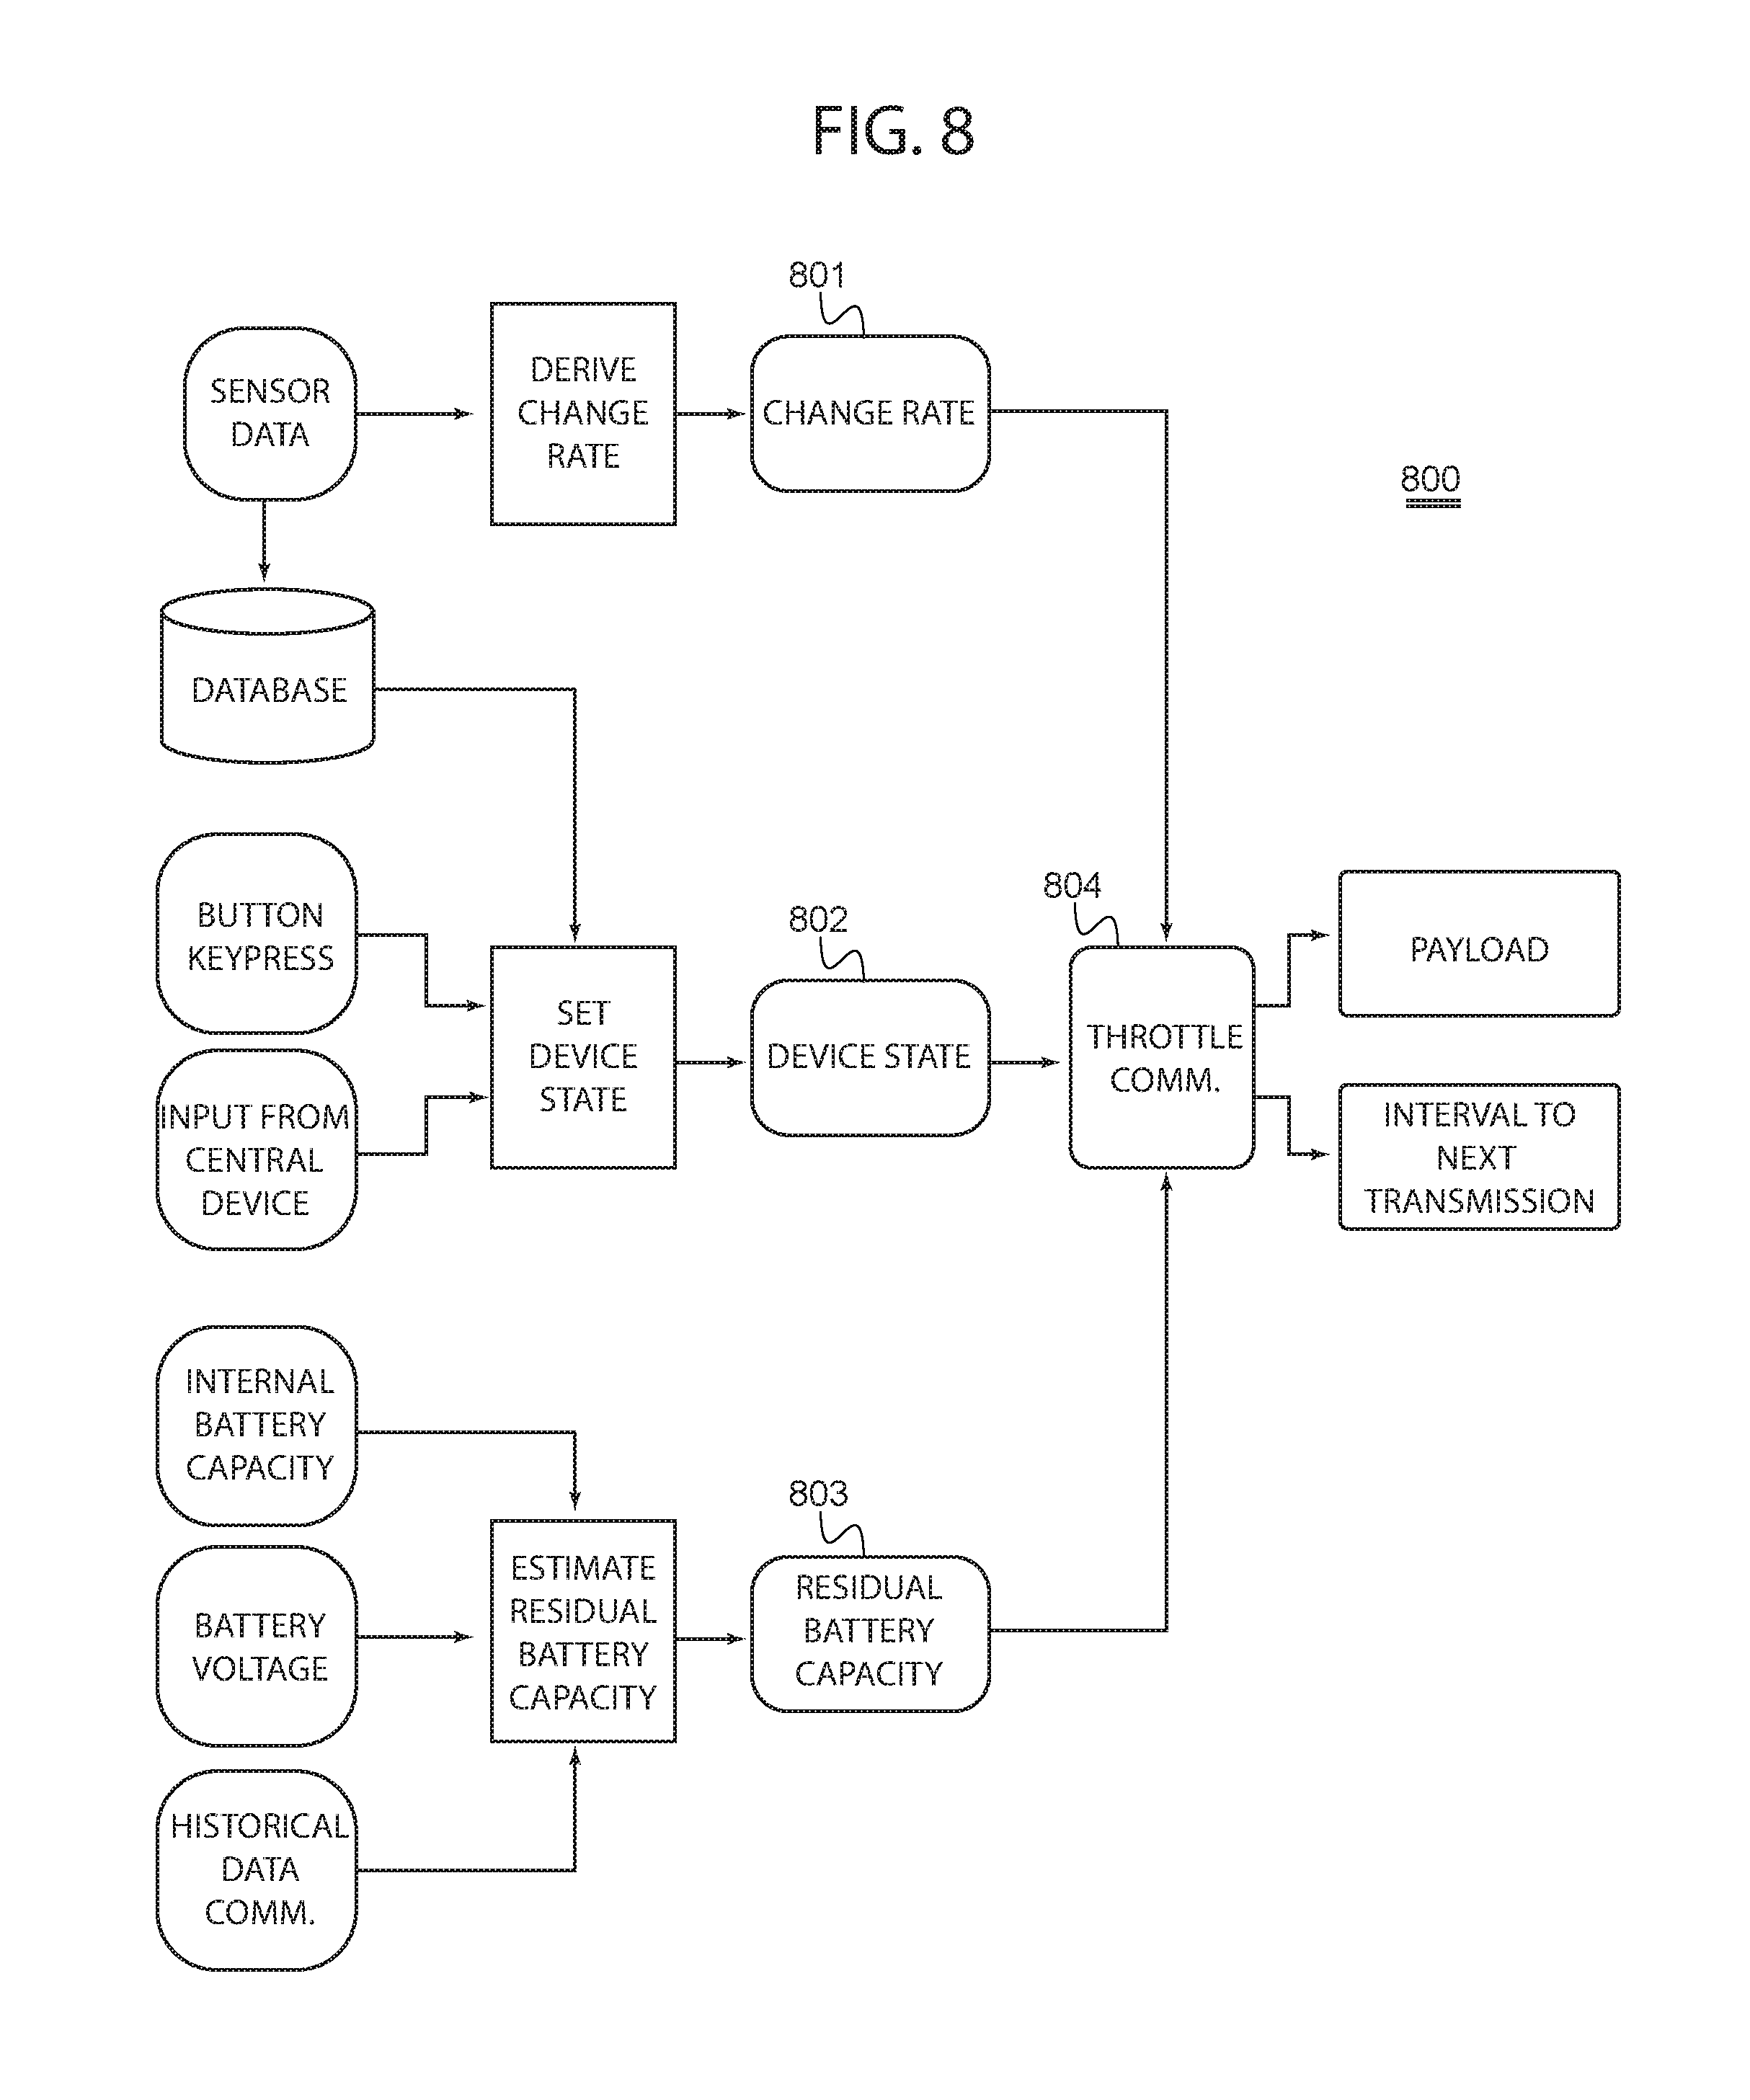 FIG. 8
801
SENSOR
DATA
DERIVE
CHANGE
RATE
CHANGE RATE
800
DATABASE
BUTTON
KEYPRESS
INPUT FROM
CENTRAL
DEVICE
SET
DEVICE
STATE
802
DEVICE STATE
804
THROTTLE
COMM.
PAYLOAD
INTERVAL TO
NEXT
TRANSMISSION
INTERNAL
BATTERY
CAPACITY
BATTERY
VOLTAGE
HISTORICAL
DATA
COMM.
ESTIMATE
RESIDUAL
BATTERY
CAPACITY
803
RESIDUAL
BATTERY
CAPACITY